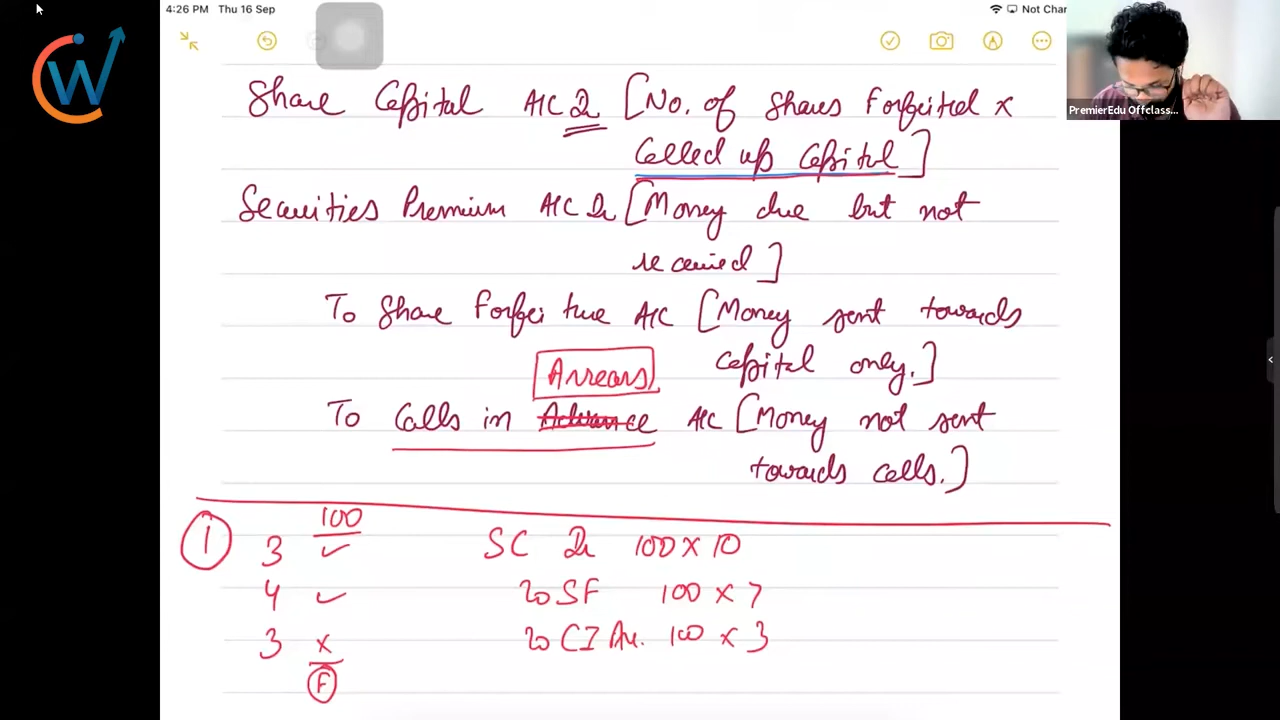 4:26 PM Thu 16 Sep
Not Char
W
PremierEdu Offclass...
Share Capital A/C Dr [No. of Shares Forfeited x
Called up Capital]
Securities Premium A/C Dr [Money due but not
received]
To Share Forfeiture A/C [Money sent towards
capital only.]
Arrears
To Calls in Advance A/C [Money not sent
towards calls.]
1
100
3 ✓ SC Dr 100 x 10
4 ✓ To SF 100 x 7
3 x To CI Arr. 100 x 3
F